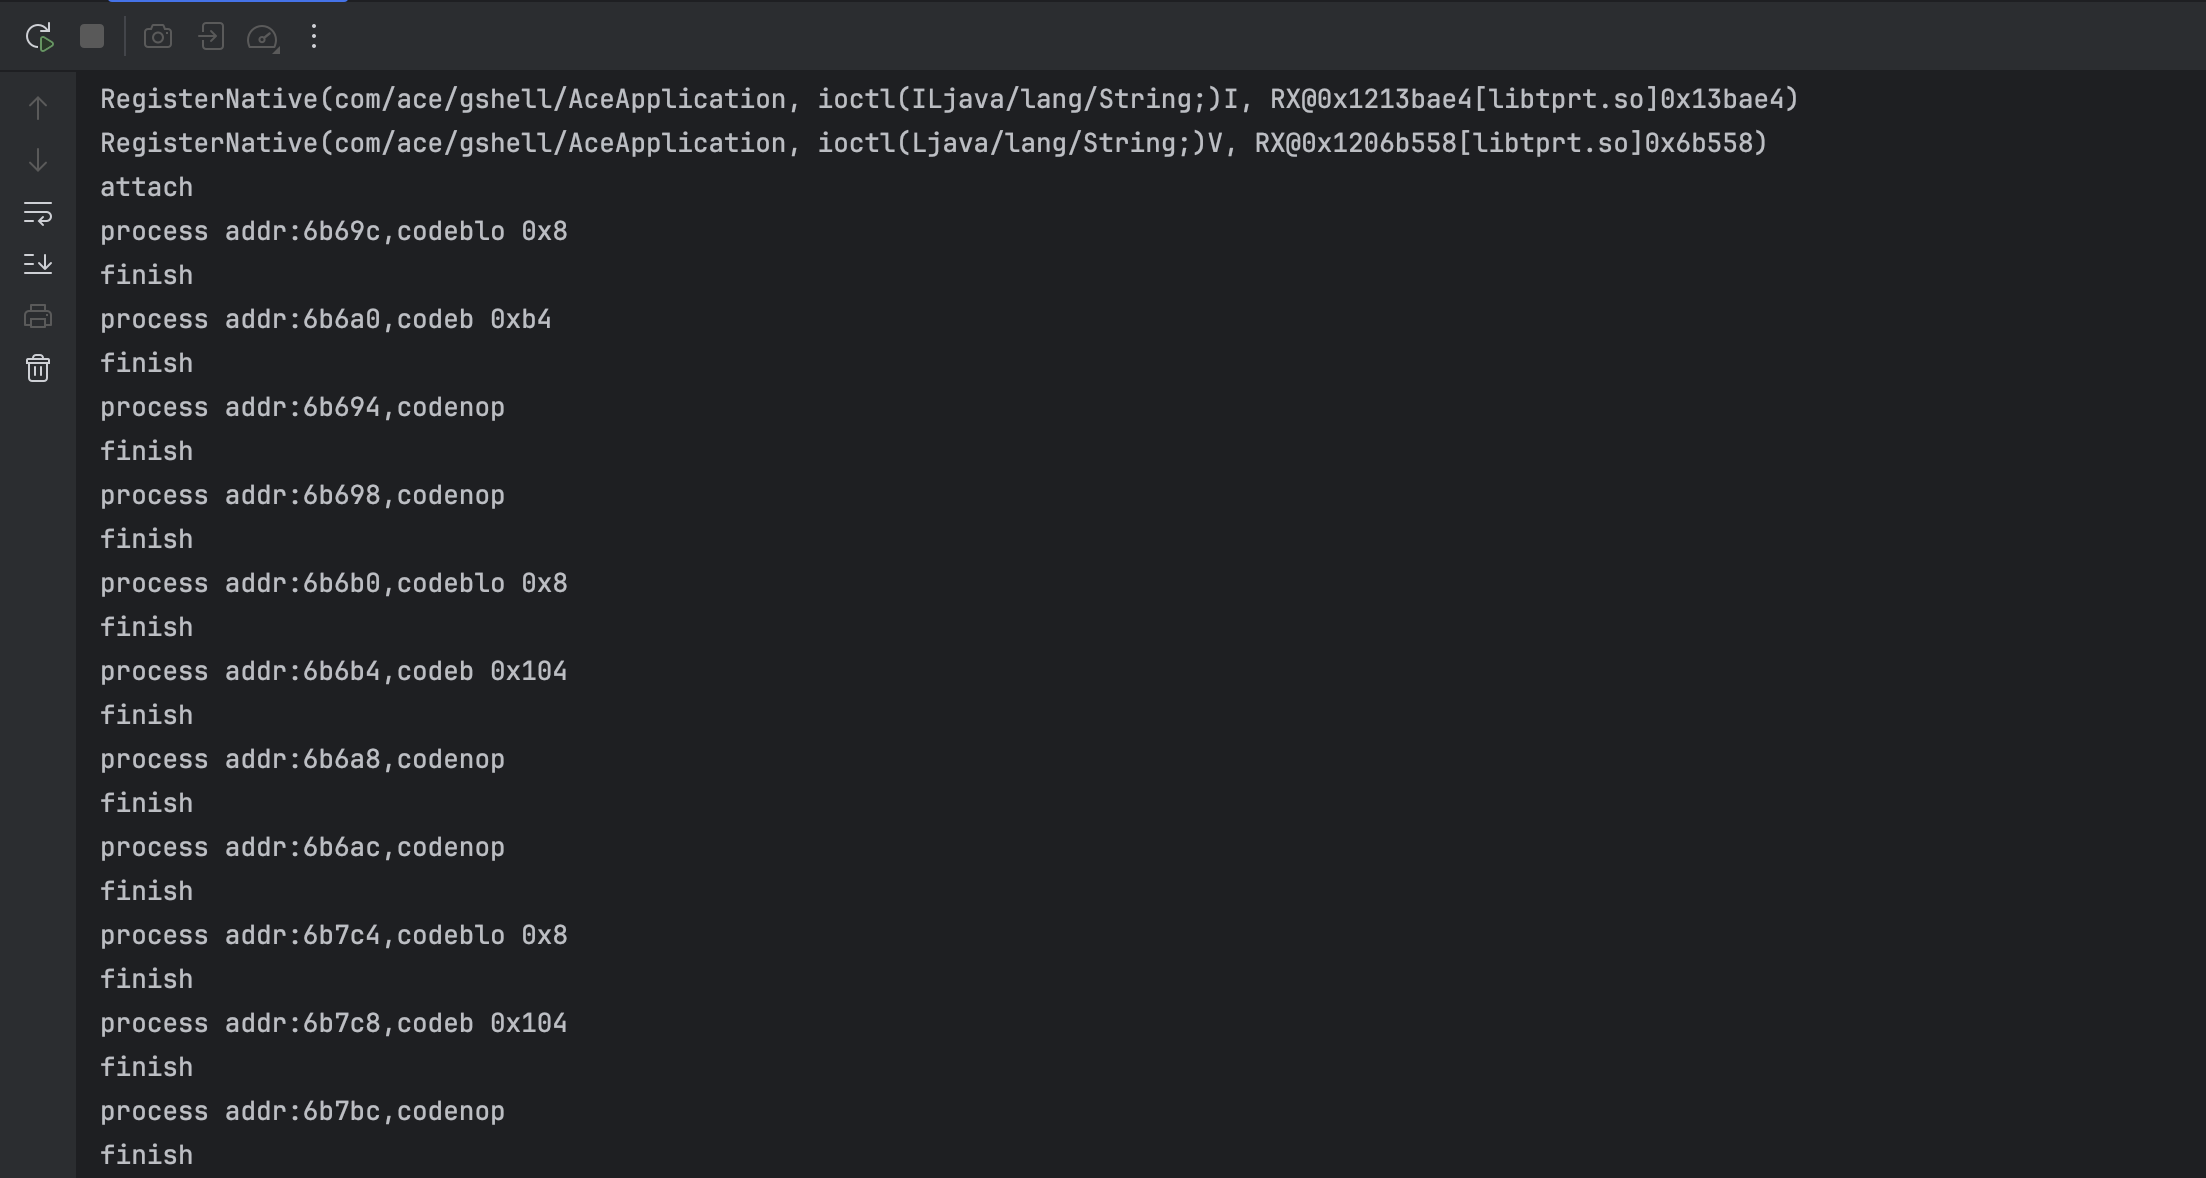 RegisterNative(com/ace/gshell/AceApplication, ioctl(ILjava/lang/String;)I, RX@0x1213bae4[libtprt.so]0x13bae4)
RegisterNative(com/ace/gshell/AceApplication, ioctl(Ljava/lang/String;)V, RX@0x1206b558[libtprt.so]0x6b558)
attach
process addr:6b69c,codeblo 0x8
finish
process addr:6b6a0,codeb 0xb4
finish
process addr:6b694,codenop
finish
process addr:6b698,codenop
finish
process addr:6b6b0,codeblo 0x8
finish
process addr:6b6b4,codeb 0x104
finish
process addr:6b6a8,codenop
finish
process addr:6b6ac,codenop
finish
process addr:6b7c4,codeblo 0x8
finish
process addr:6b7c8,codeb 0x104
finish
process addr:6b7bc,codenop
finish